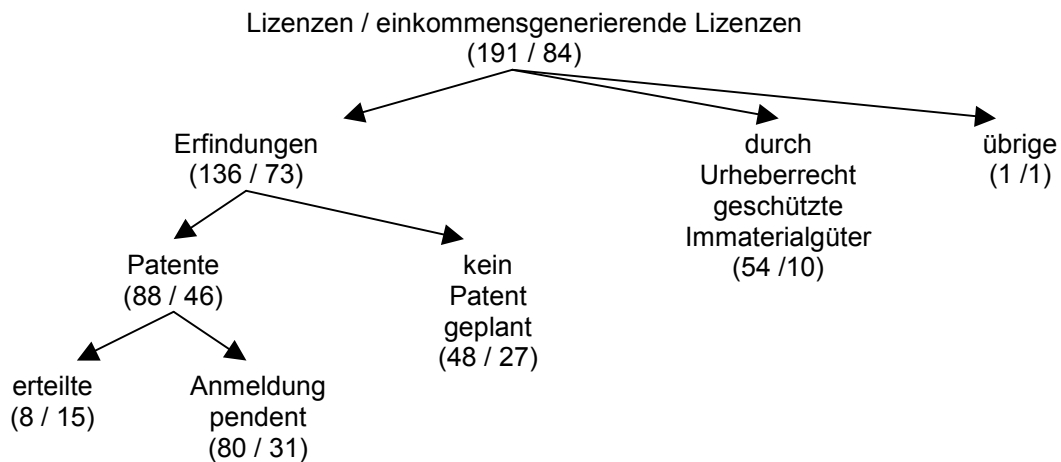 Lizenzen / einkommensgenerierende Lizenzen
(191 / 84)
Erfindungen
(136 / 73)
durch
Urheberrecht
geschützte
Immaterialgüter
(54 /10)
übrige
(1 /1)
Patente
(88 / 46)
kein
Patent
geplant
(48 / 27)
erteilte
(8 / 15)
Anmeldung
pendent
(80 / 31)